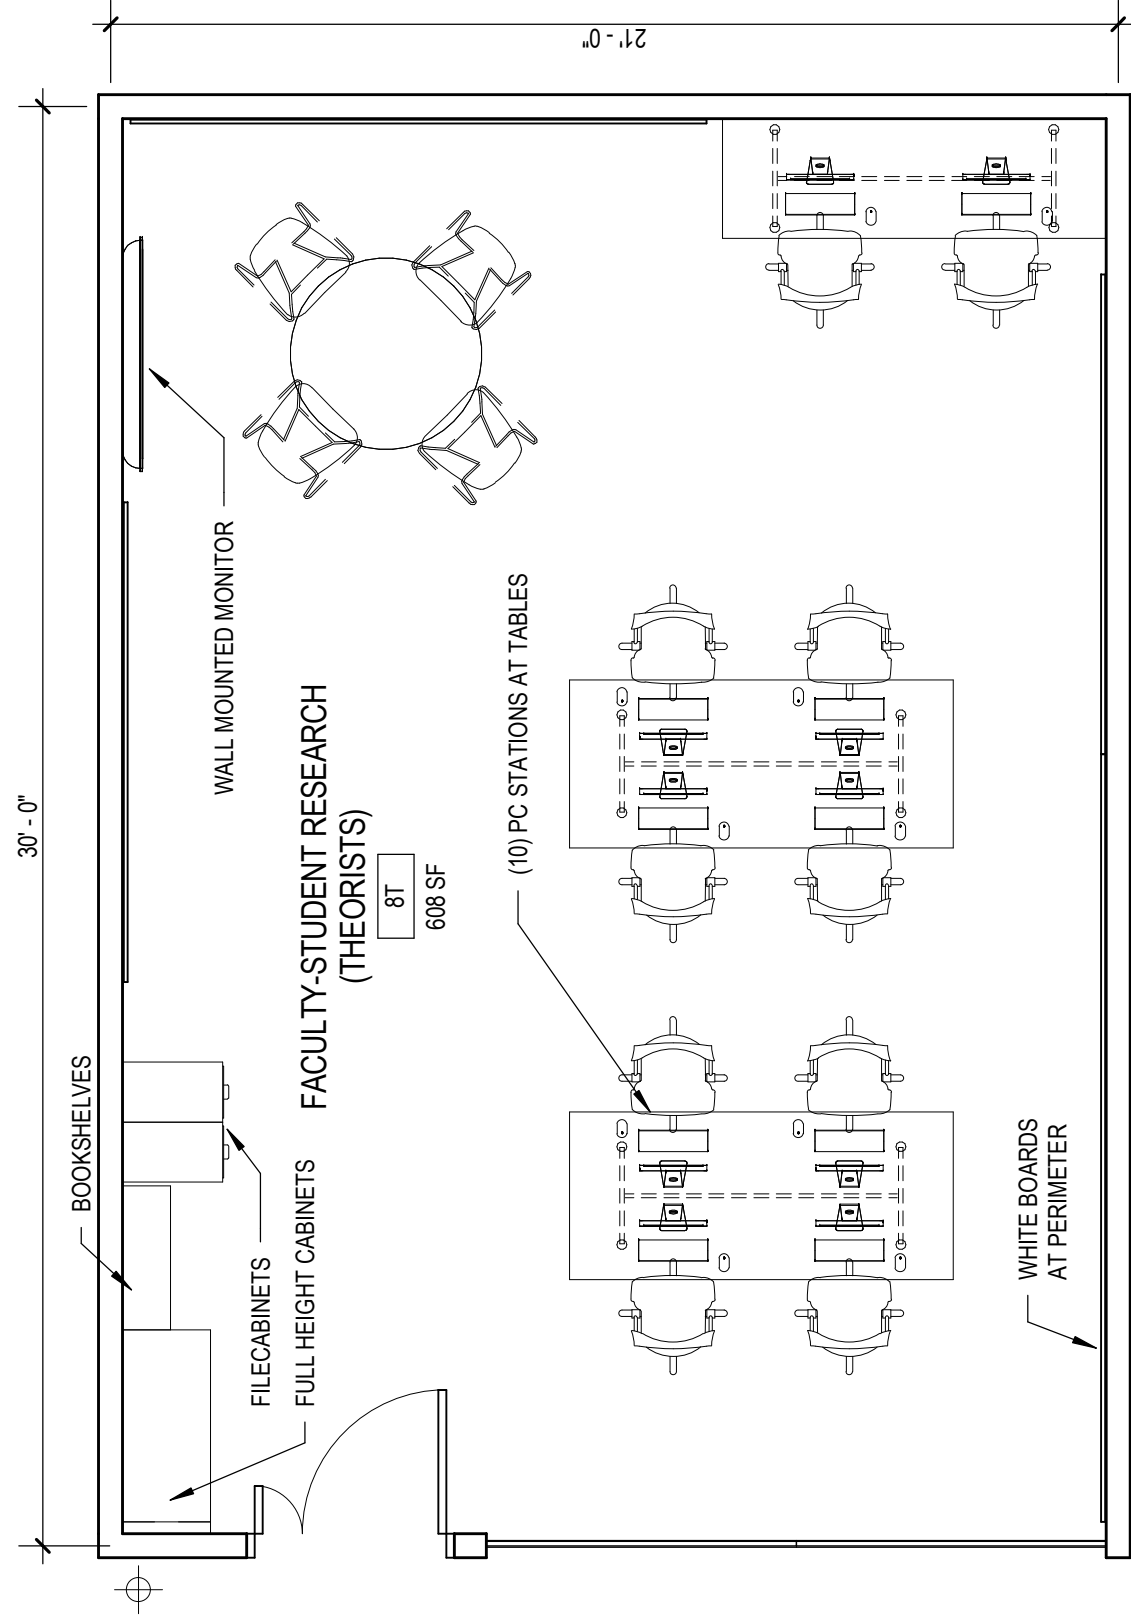 30' - 0"
21' - 0"
BOOKSHELVES
WALL MOUNTED MONITOR
FILECABINETS
FULL HEIGHT CABINETS
FACULTY-STUDENT RESEARCH
(THEORISTS)
8T
608 SF
(10) PC STATIONS AT TABLES
WHITE BOARDS
AT PERIMETER